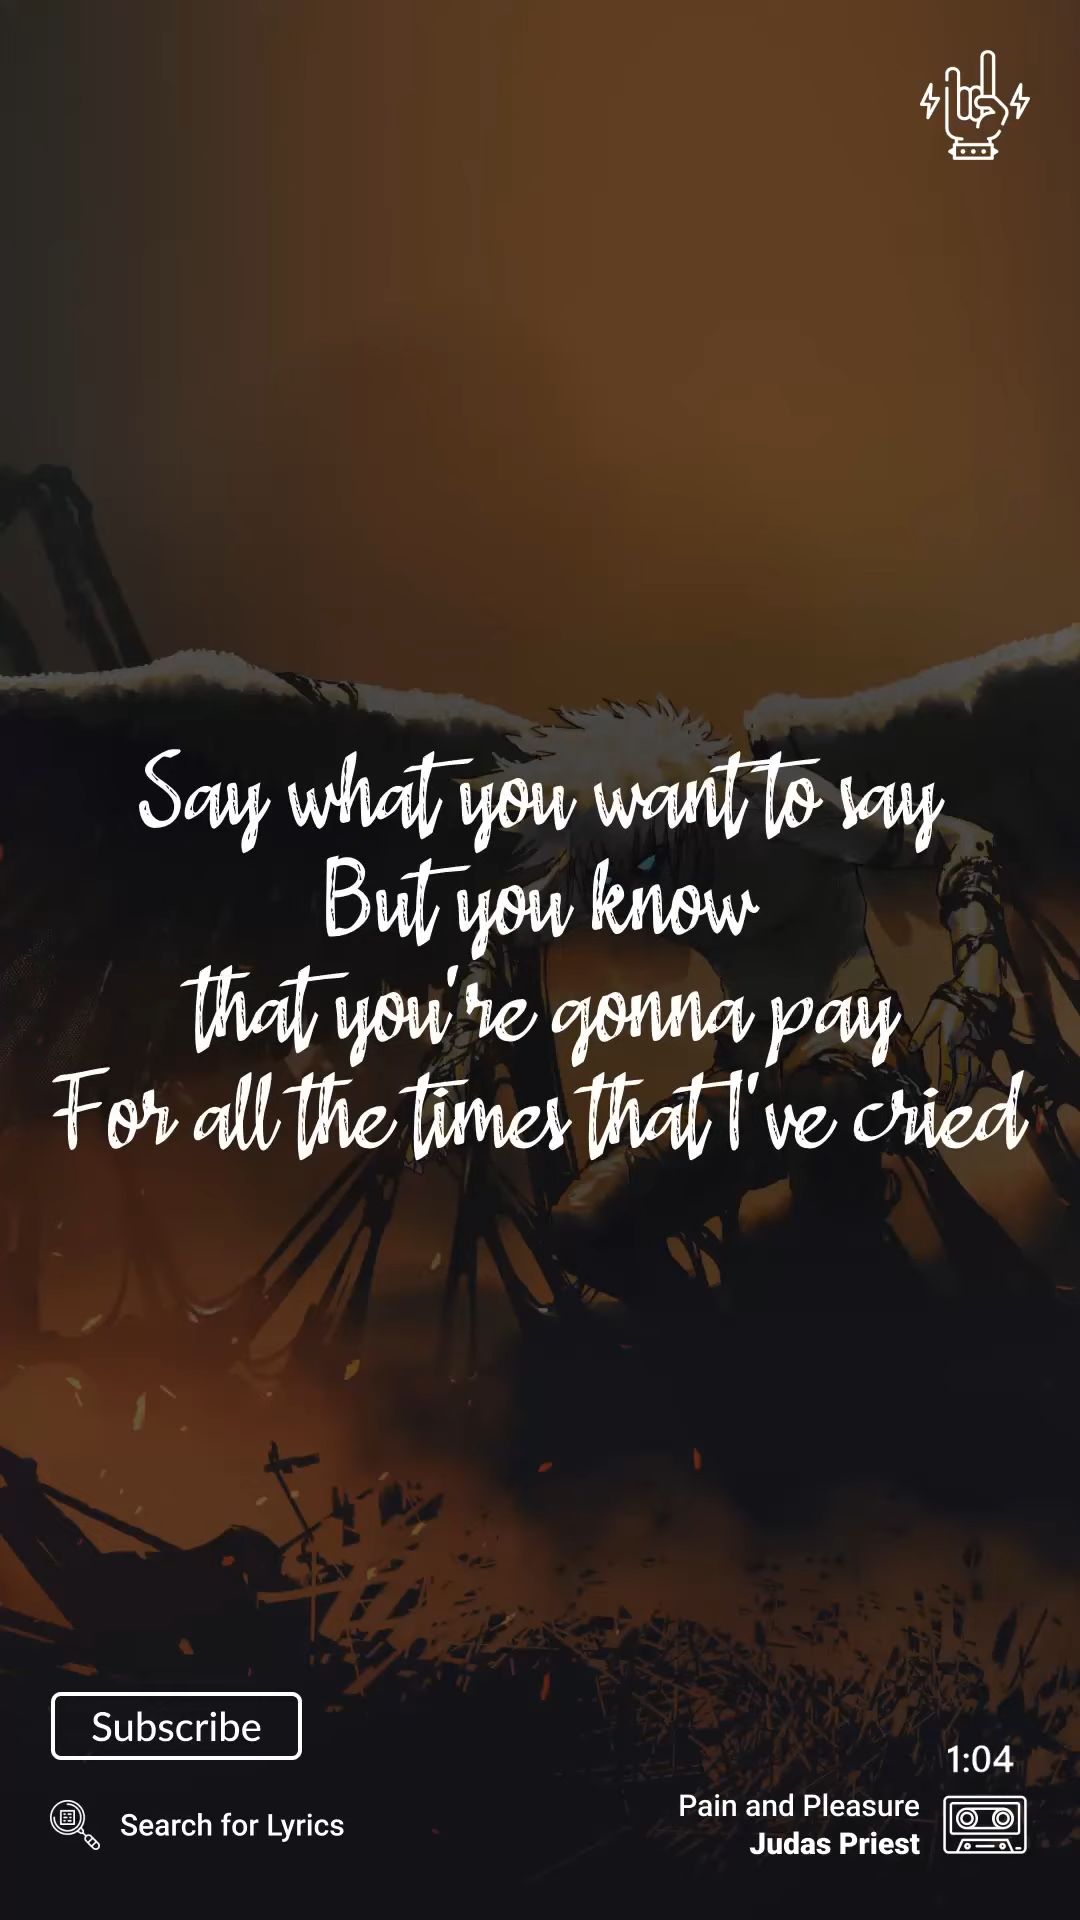 Say what you want to say
But you know
that you're gonna pay
For all the times that I've cried
Subscribe
Search for Lyrics
1:04
Pain and Pleasure
Judas Priest